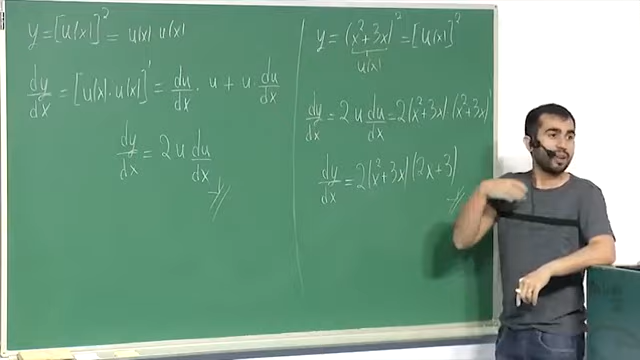 y = [u(x)]² = u(x) u(x)
dy/dx = [u(x)·u(x)]' = du/dx · u + u · du/dx
dy/dx = 2 u du/dx
y = (x²+3x)² = [u(x)]²
u(x)
dy/dx = 2 u du/dx = 2(x²+3x) (x²+3x)'
dy/dx = 2(x²+3x) (2x+3)